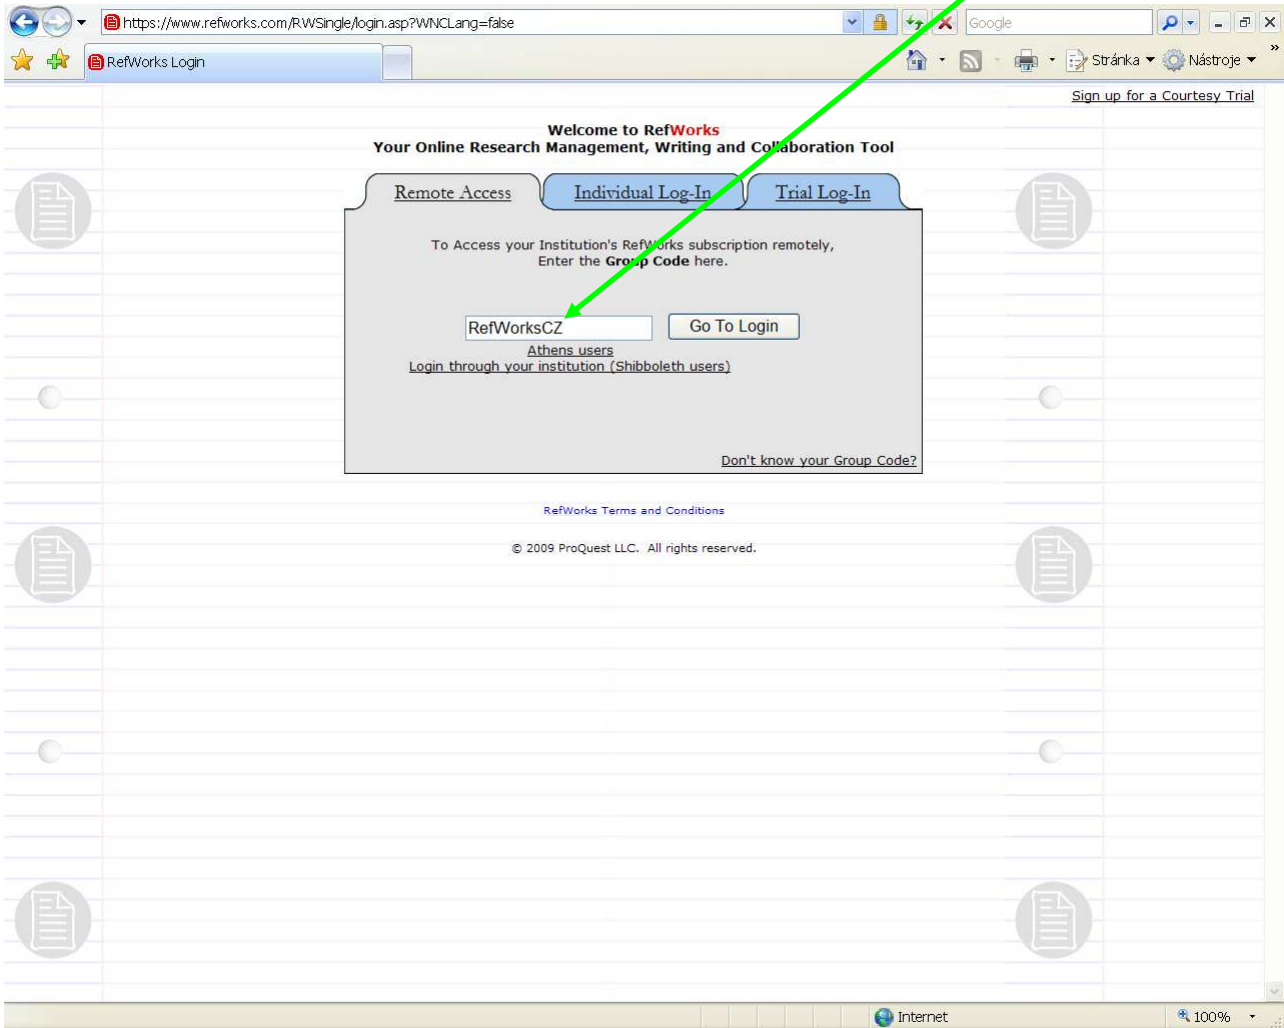 https://www.refworks.com/RWSingle/login.asp?WNCLang=false
Google
RefWorks Login
Stránka
Nástroje
»
Sign up for a Courtesy Trial
Welcome to RefWorks
Your Online Research Management, Writing and Collaboration Tool
Remote Access
Individual Log-In
Trial Log-In
To Access your Institution's RefWorks subscription remotely,
Enter the Group Code here.
RefWorksCZ
Go To Login
Athens users
Login through your institution (Shibboleth users)
Don't know your Group Code?
RefWorks Terms and Conditions
© 2009 ProQuest LLC. All rights reserved.
Internet
100%